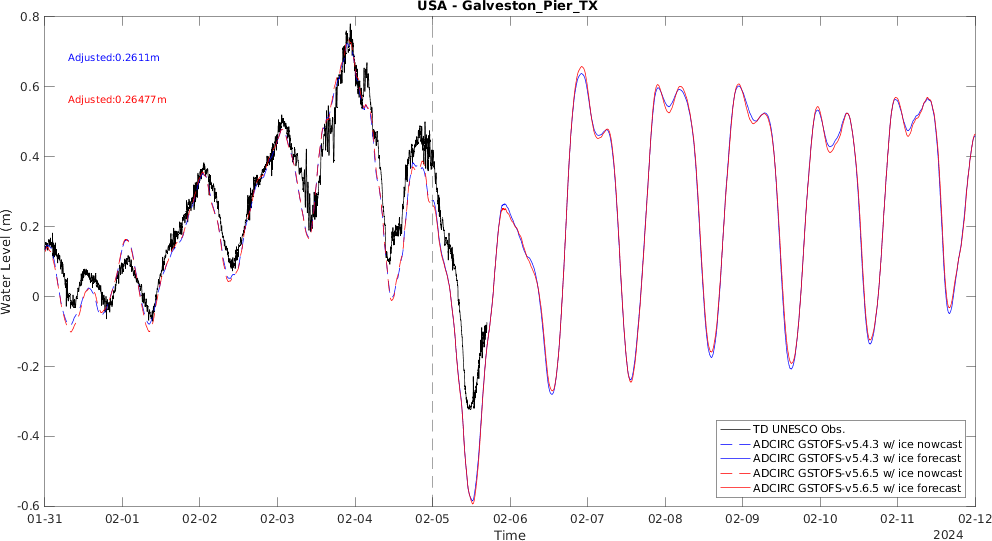 USA - Galveston_Pier_TX
Adjusted:0.2611m
Adjusted:0.26477m
Water Level (m)
0.8
0.6
0.4
0.2
0
-0.2
-0.4
-0.6
TD UNESCO Obs.
ADCIRC GSTOFS-v5.4.3 w/ ice nowcast
ADCIRC GSTOFS-v5.4.3 w/ ice forecast
ADCIRC GSTOFS-v5.6.5 w/ ice nowcast
ADCIRC GSTOFS-v5.6.5 w/ ice forecast
01-31 02-01 02-02 02-03 02-04 02-05 02-06 02-07 02-08 02-09 02-10 02-11 02-12
Time
2024